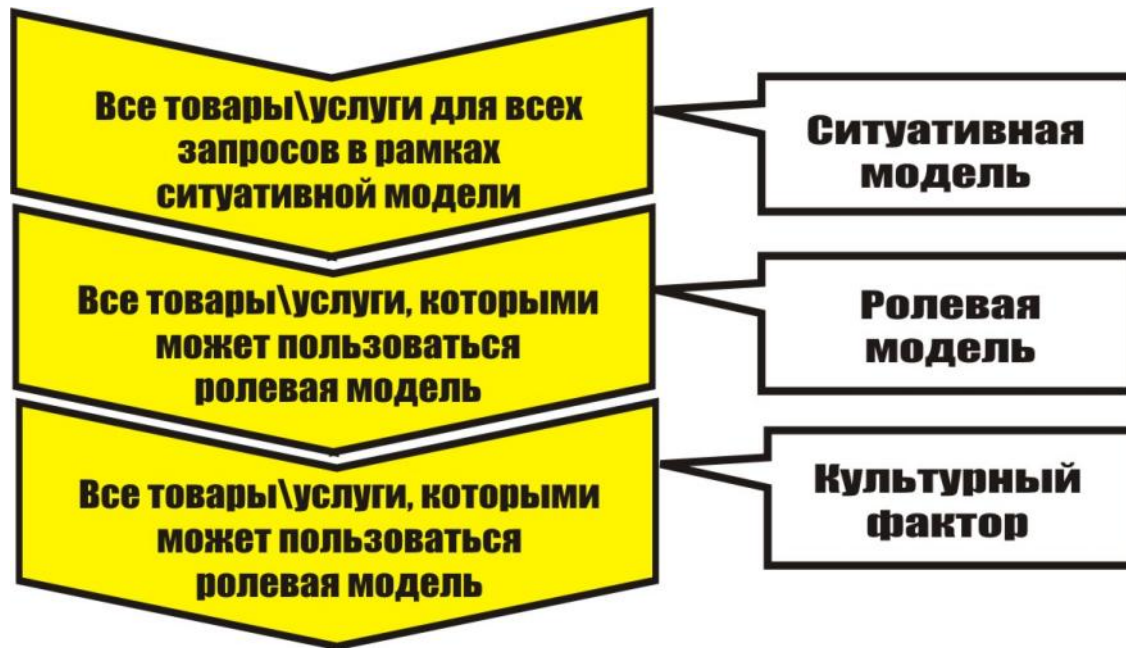 Все товары\услуги для всех
запросов в рамках
ситуативной модели
Ситуативная
модель
Все товары\услуги, которыми
может пользоваться
ролевая модель
Ролевая
модель
Все товары\услуги, которыми
может пользоваться
ролевая модель
Культурный
фактор